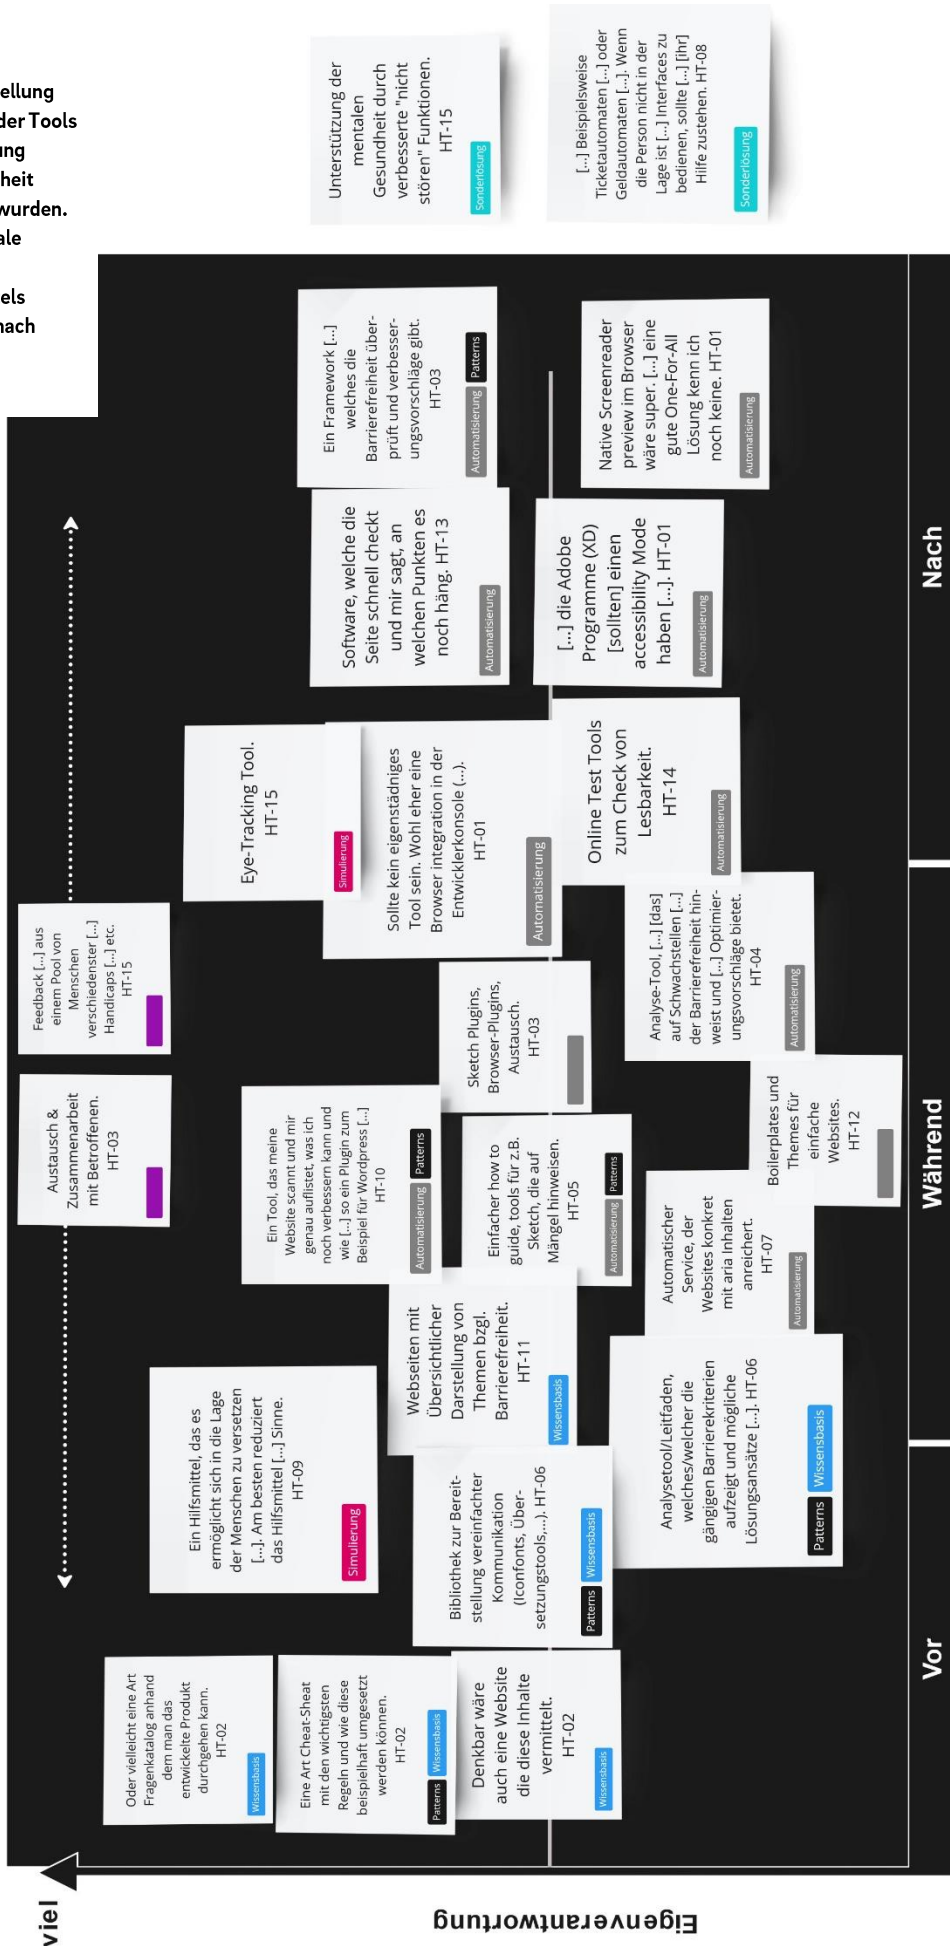 ellung
der Tools
ung
heit
wurden.
ale
els
nach
Unterstützung der
mentalen
Gesundheit durch
verbesserte "nicht
stören" Funktionen.
HT-15
Sonderlösung
[...] Beispielsweise
Ticketautomaten [...] oder
Geldautomaten [...]. Wenn
die Person nicht in der
Lage ist [...] Interfaces zu
bedienen, sollte [...] [ihr]
Hilfe zustehen. HT-08
Sonderlösung
Ein Framework [...]
welches die
Barrierefreiheit über-
prüft und verbesser-
ungsvorschläge gibt.
HT-03
Automatisierung Patterns
Native Screenreader
preview im Browser
wäre super. [...] eine
gute One-For-All
Lösung kenn ich
noch keine. HT-01
Automatisierung
Software, welche die
Seite schnell checkt
und mir sagt, an
welchen Punkten es
noch häng. HT-13
Automatisierung
[...] die Adobe
Programme (XD)
[sollten] einen
accessibility Mode
haben [...]. HT-01
Automatisierung
Eye-Tracking Tool.
HT-15
Simulierung
Sollte kein eigenstädniges
Tool sein. Wohl eher eine
Browser integration in der
Entwicklerkonsole (...).
HT-01
Automatisierung
Online Test Tools
zum Check von
Lesbarkeit.
HT-14
Automatisierung
Feedback [...] aus
einem Pool von
Menschen
verschiedenster [...]
Handicaps [...] etc.
HT-15
Sketch Plugins,
Browser-Plugins,
Austausch.
HT-03
Analyse-Tool, [...] [das]
auf Schwachstellen [...]
der Barrierefreiheit hin-
weist und [...] Optimier-
ungsvorschläge bietet.
HT-04
Automatisierung
Austausch &
Zusammenarbeit
mit Betroffenen.
HT-03
Ein Tool, das meine
Website scannt und mir
genau auflistet, was ich
noch verbessern kann und
wie [...] so ein Plugin zum
Beispiel für Wordpress [...]
HT-10
Automatisierung Patterns
Einfacher how to
guide, tools für z.B.
Sketch, die auf
Mängel hinweisen.
HT-05
Automatisierung Patterns
Boilerplates und
Themes für
einfache
Websites.
HT-12
Automatischer
Service, der
Websites konkret
mit aria Inhalten
anreichert.
HT-07
Automatisierung
Webseiten mit
Übersichtlicher
Darstellung von
Themen bzgl.
Barrierefreiheit.
HT-11
Wissensbasis
Ein Hilfsmittel, das es
ermöglicht sich in die Lage
der Menschen zu versetzen
[...]. Am besten reduziert
das Hilfsmittel [...] Sinne.
HT-09
Simulierung
Analysetool/Leitfaden,
welches/welcher die
gängigen Barrierekriterien
aufzeigt und mögliche
Lösungsansätze [...]. HT-06
Patterns Wissensbasis
Bibliothek zur Bereit-
stellung vereinfachter
Kommunikation
(Iconfonts, Über-
setzungstools,...). HT-06
Patterns Wissensbasis
Oder vielleicht eine Art
Fragenkatalog anhand
dem man das
entwickelte Produkt
durchgehen kann.
HT-02
Wissensbasis
Eine Art Cheat-Sheat
mit den wichtigsten
Regeln und wie diese
beispielhaft umgesetzt
werden können.
HT-02
Patterns Wissensbasis
Denkbar wäre
auch eine Website
die diese Inhalte
vermittelt.
HT-02
Wissensbasis
Vor
Während
Nach
viel
Eigenverantwortung